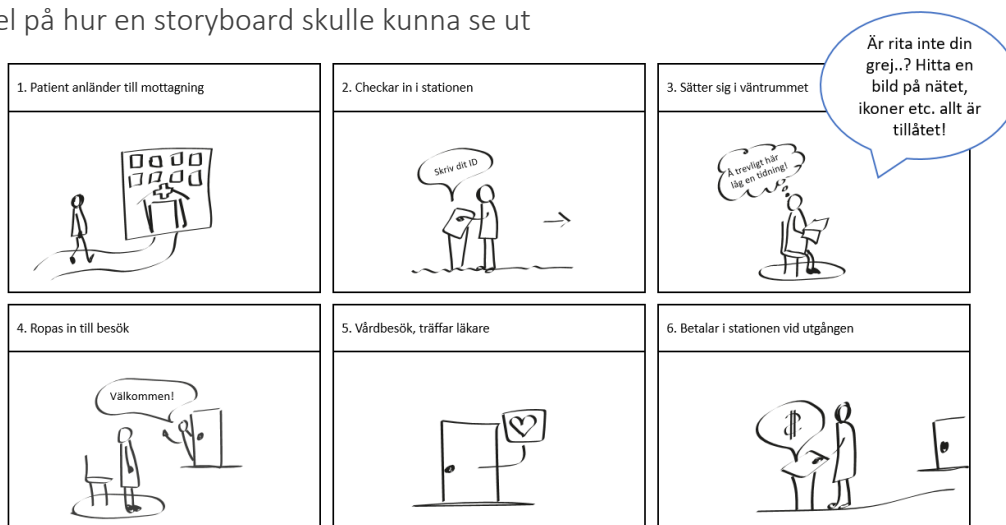 el på hur en storyboard skulle kunna se ut
Är rita inte din
grej..? Hitta en
bild på nätet,
ikoner etc. allt är
tillåtet!
1. Patient anländer till mottagning
2. Checkar in i stationen
3. Sätter sig i väntrummet
Skriv dit ID
Å trevligt här
låg en tidning!
4. Ropas in till besök
5. Vårdbesök, träffar läkare
6. Betalar i stationen vid utgången
Välkommen!
$